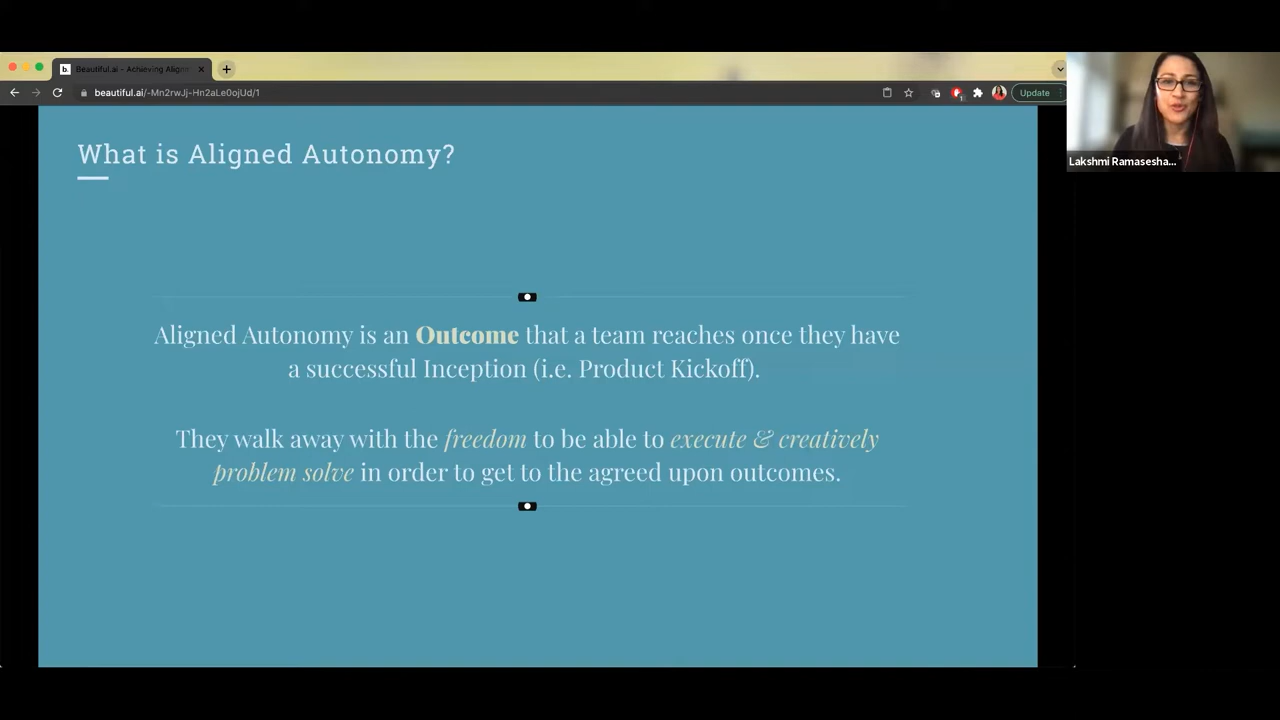 Beautiful.ai - Achieving Aligne
beautiful.ai/-Mn2rwJj-Hn2aLe0ojUd/1
Update
Lakshmi Ramasesha...
What is Aligned Autonomy?
Aligned Autonomy is an Outcome that a team reaches once they have
a successful Inception (i.e. Product Kickoff).
They walk away with the freedom to be able to execute & creatively
problem solve in order to get to the agreed upon outcomes.